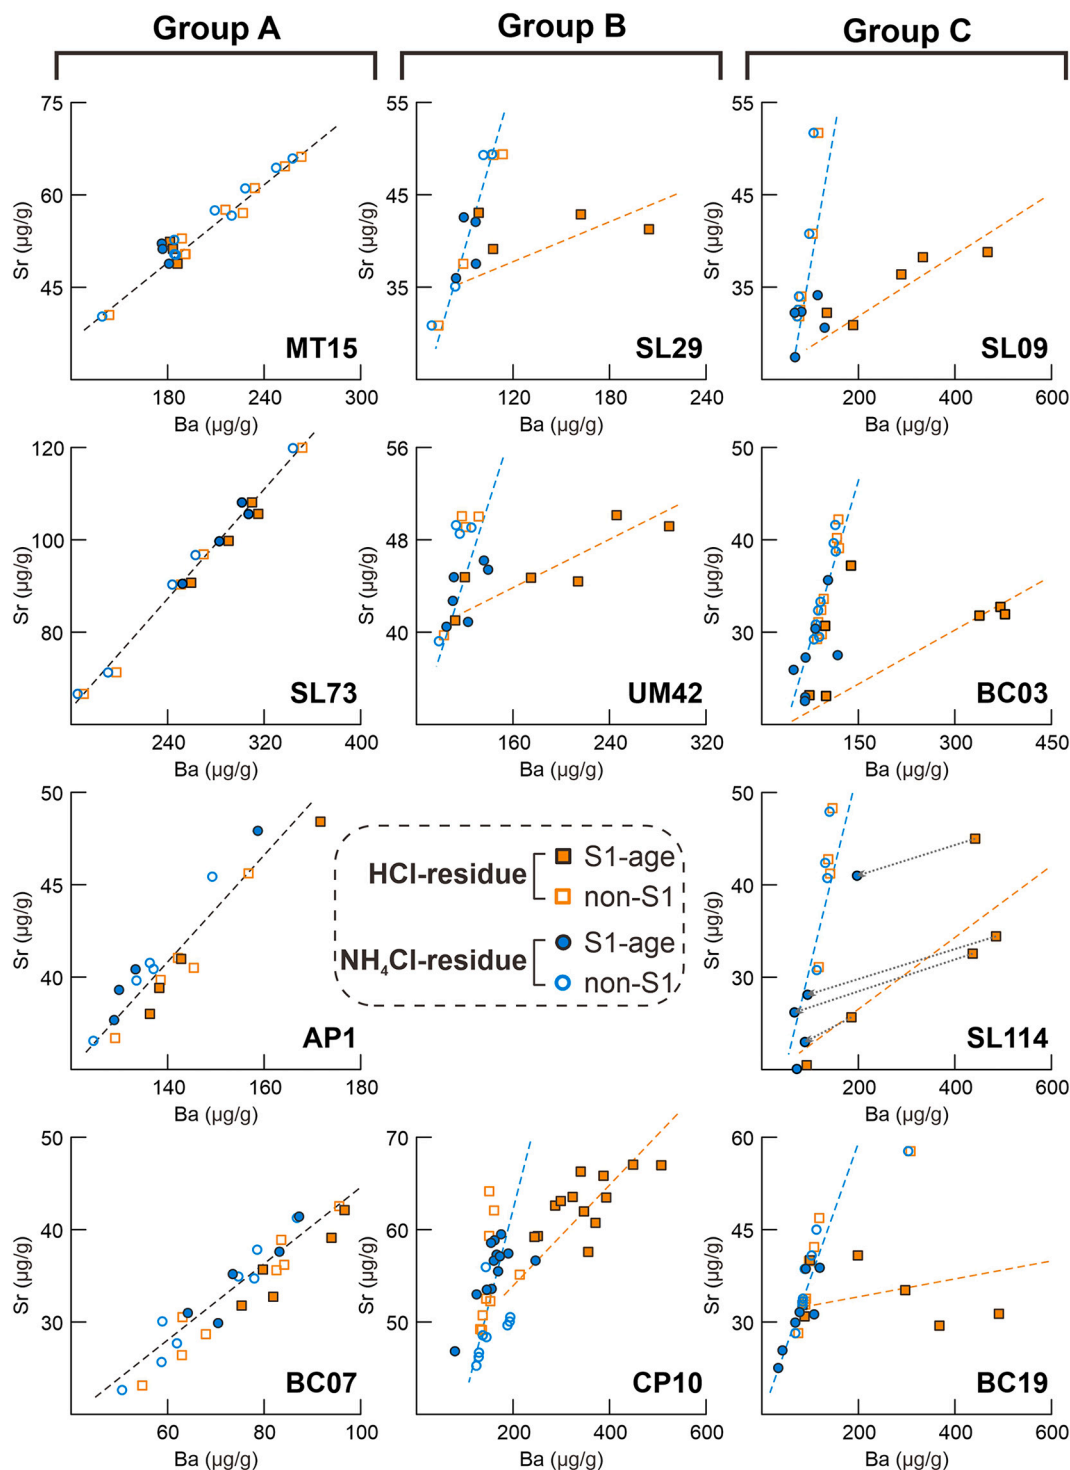 Group A
Group B
Group C
75
60
45
Sr (µg/g)
180
240
300
Ba (µg/g)
MT15
55
45
35
Sr (µg/g)
120
180
240
Ba (µg/g)
SL29
55
45
35
Sr (µg/g)
200
400
600
Ba (µg/g)
SL09
120
100
80
Sr (µg/g)
240
320
400
Ba (µg/g)
SL73
56
48
40
Sr (µg/g)
160
240
320
Ba (µg/g)
UM42
50
40
30
Sr (µg/g)
150
300
450
Ba (µg/g)
BC03
50
45
40
Sr (µg/g)
140
160
180
Ba (µg/g)
AP1
HCl-residue
S1-age
non-S1
NH₄Cl-residue
S1-age
non-S1
50
40
30
Sr (µg/g)
200
400
600
Ba (µg/g)
SL114
50
40
30
Sr (µg/g)
60
80
100
Ba (µg/g)
BC07
70
60
50
Sr (µg/g)
200
400
600
Ba (µg/g)
CP10
60
45
30
Sr (µg/g)
200
400
600
Ba (µg/g)
BC19